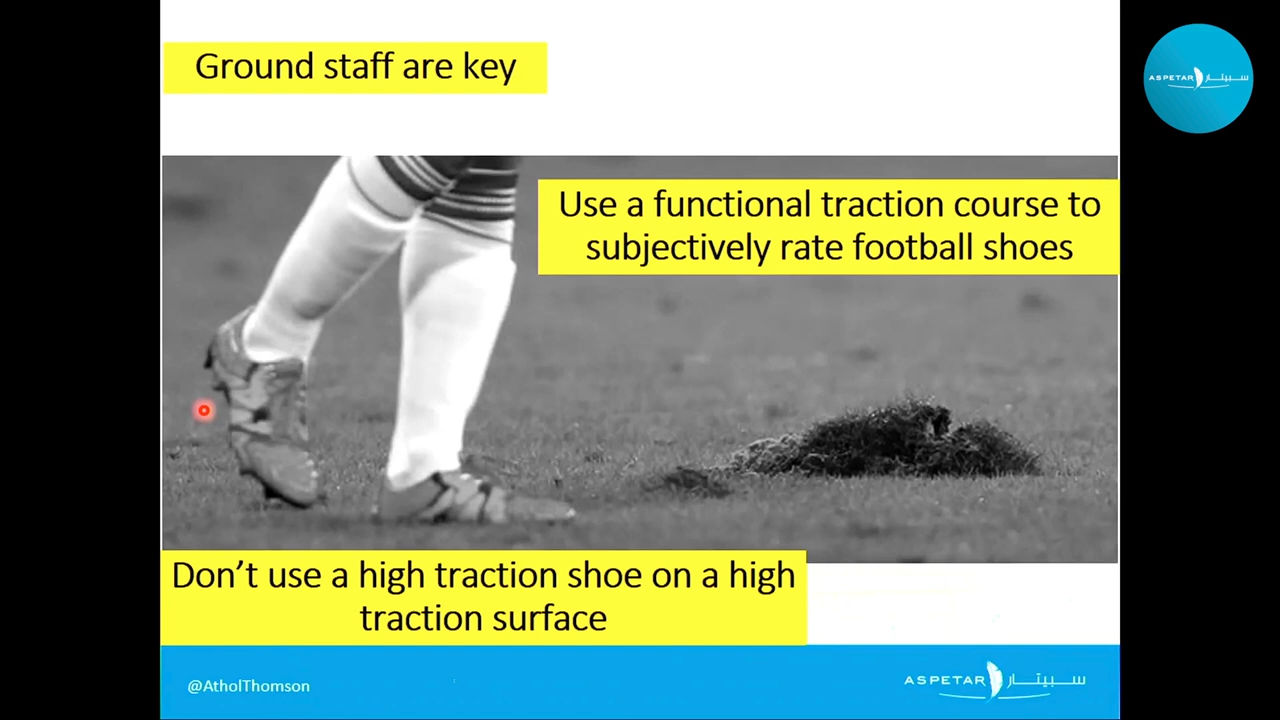 Ground staff are key
ASPETAR سبيتار
Use a functional traction course to
subjectively rate football shoes
Don't use a high traction shoe on a high
traction surface
@AtholThomson
ASPETAR سبيتار